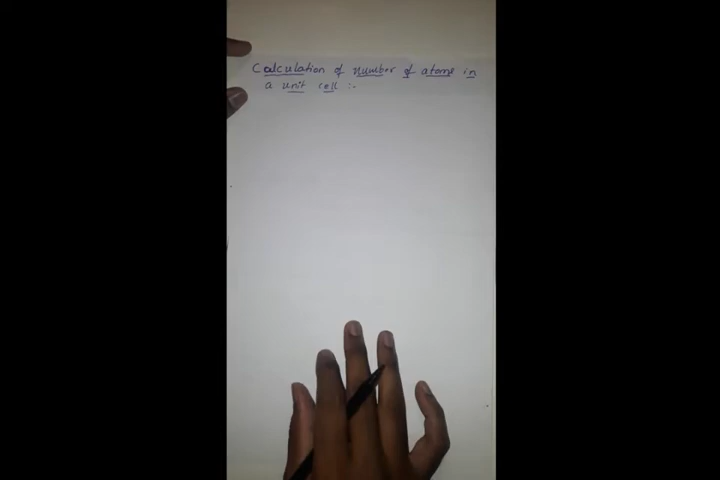 Calculation of number of atoms in
a unit cell :-